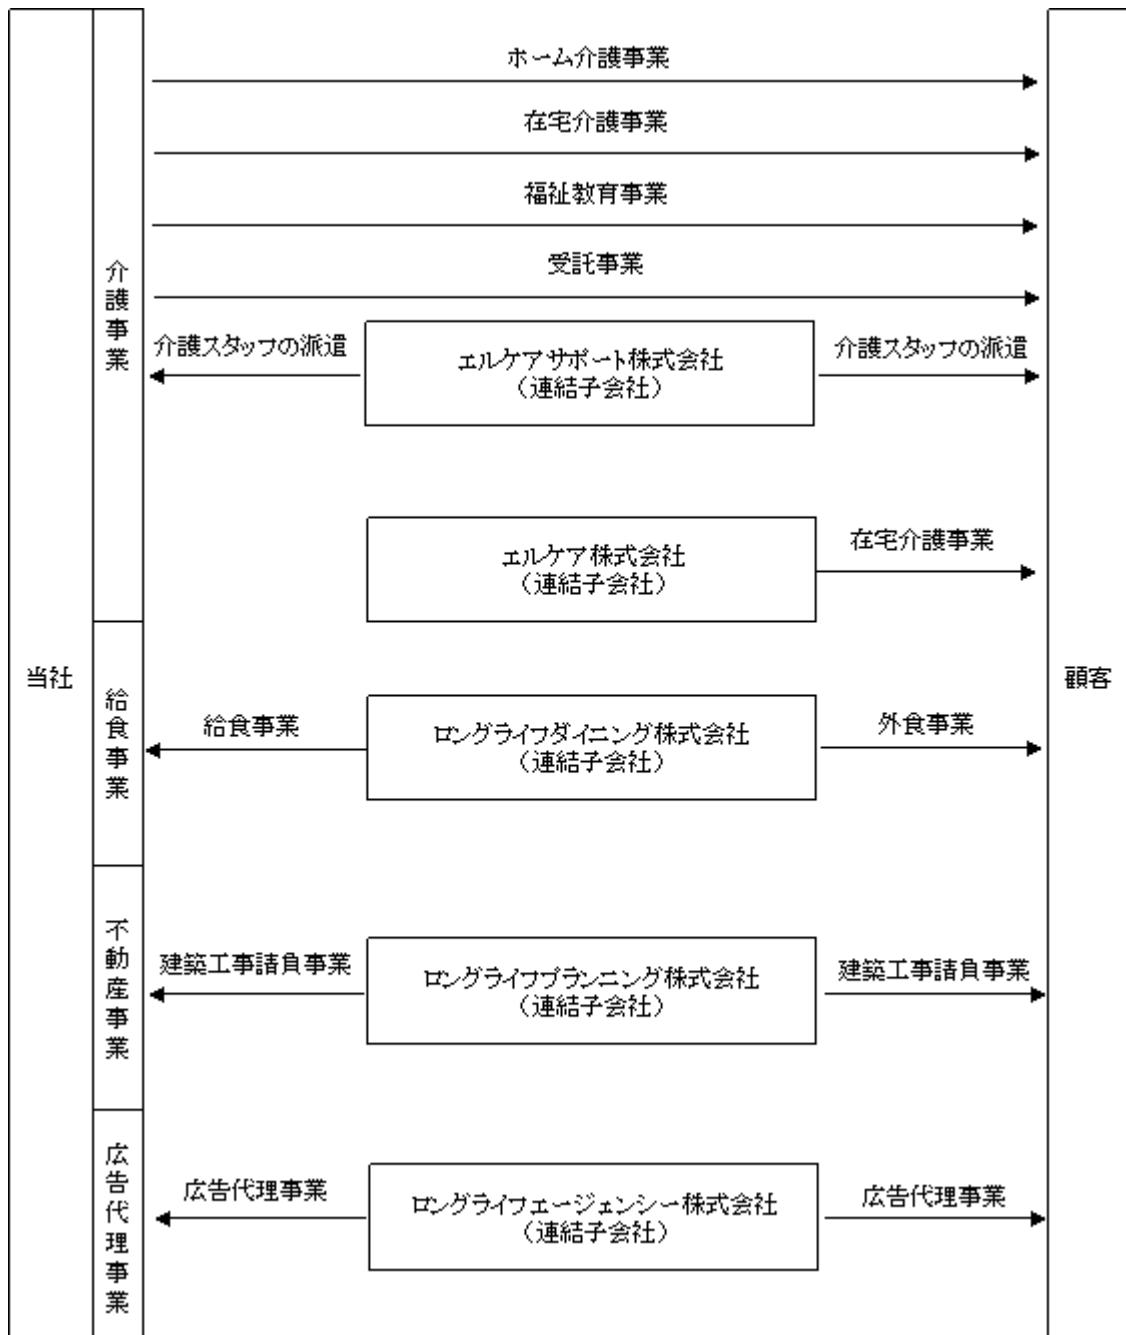 ホーム介護事業
在宅介護事業
福祉教育事業
受託事業
介護事業
介護スタッフの派遣
エルケアサポート株式会社
（連結子会社）
介護スタッフの派遣
エルケア株式会社
（連結子会社）
在宅介護事業
当社
顧客
給食事業
給食事業
ロングライフダイニング株式会社
（連結子会社）
外食事業
不動産事業
建築工事請負事業
ロングライフプランニング株式会社
（連結子会社）
建築工事請負事業
広告代理事業
広告代理事業
ロングライフエージェンシー株式会社
（連結子会社）
広告代理事業